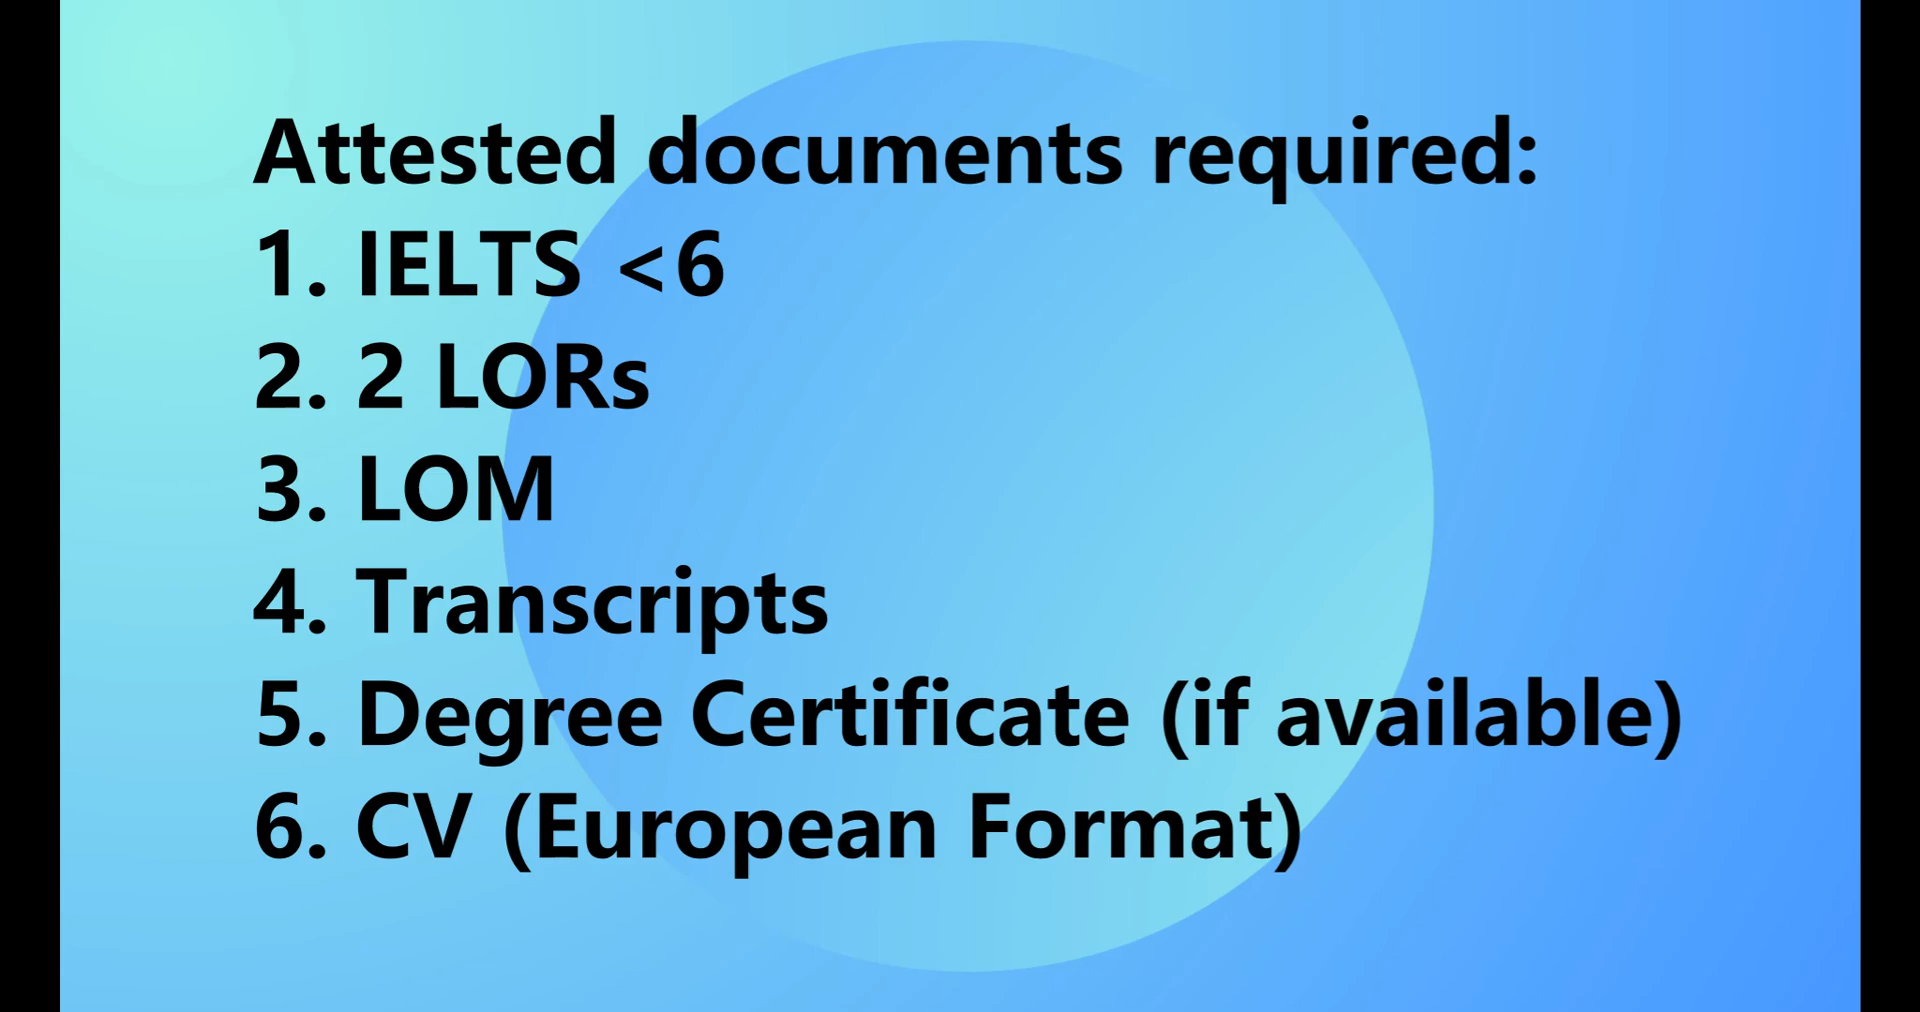 Attested documents required:
1. IELTS <6
2. 2 LORs
3. LOM
4. Transcripts
5. Degree Certificate (if available)
6. CV (European Format)